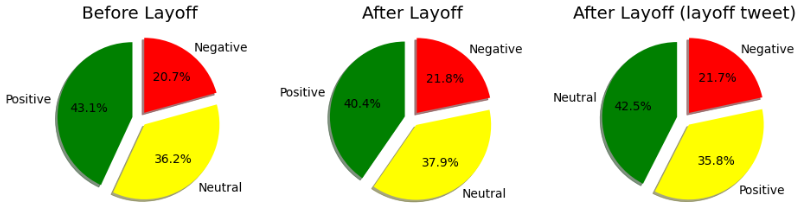 Before Layoff
Negative
20.7%
Positive
43.1%
36.2%
Neutral
After Layoff
Negative
21.8%
Positive
40.4%
37.9%
Neutral
After Layoff (layoff tweet)
Negative
21.7%
Neutral
42.5%
35.8%
Positive